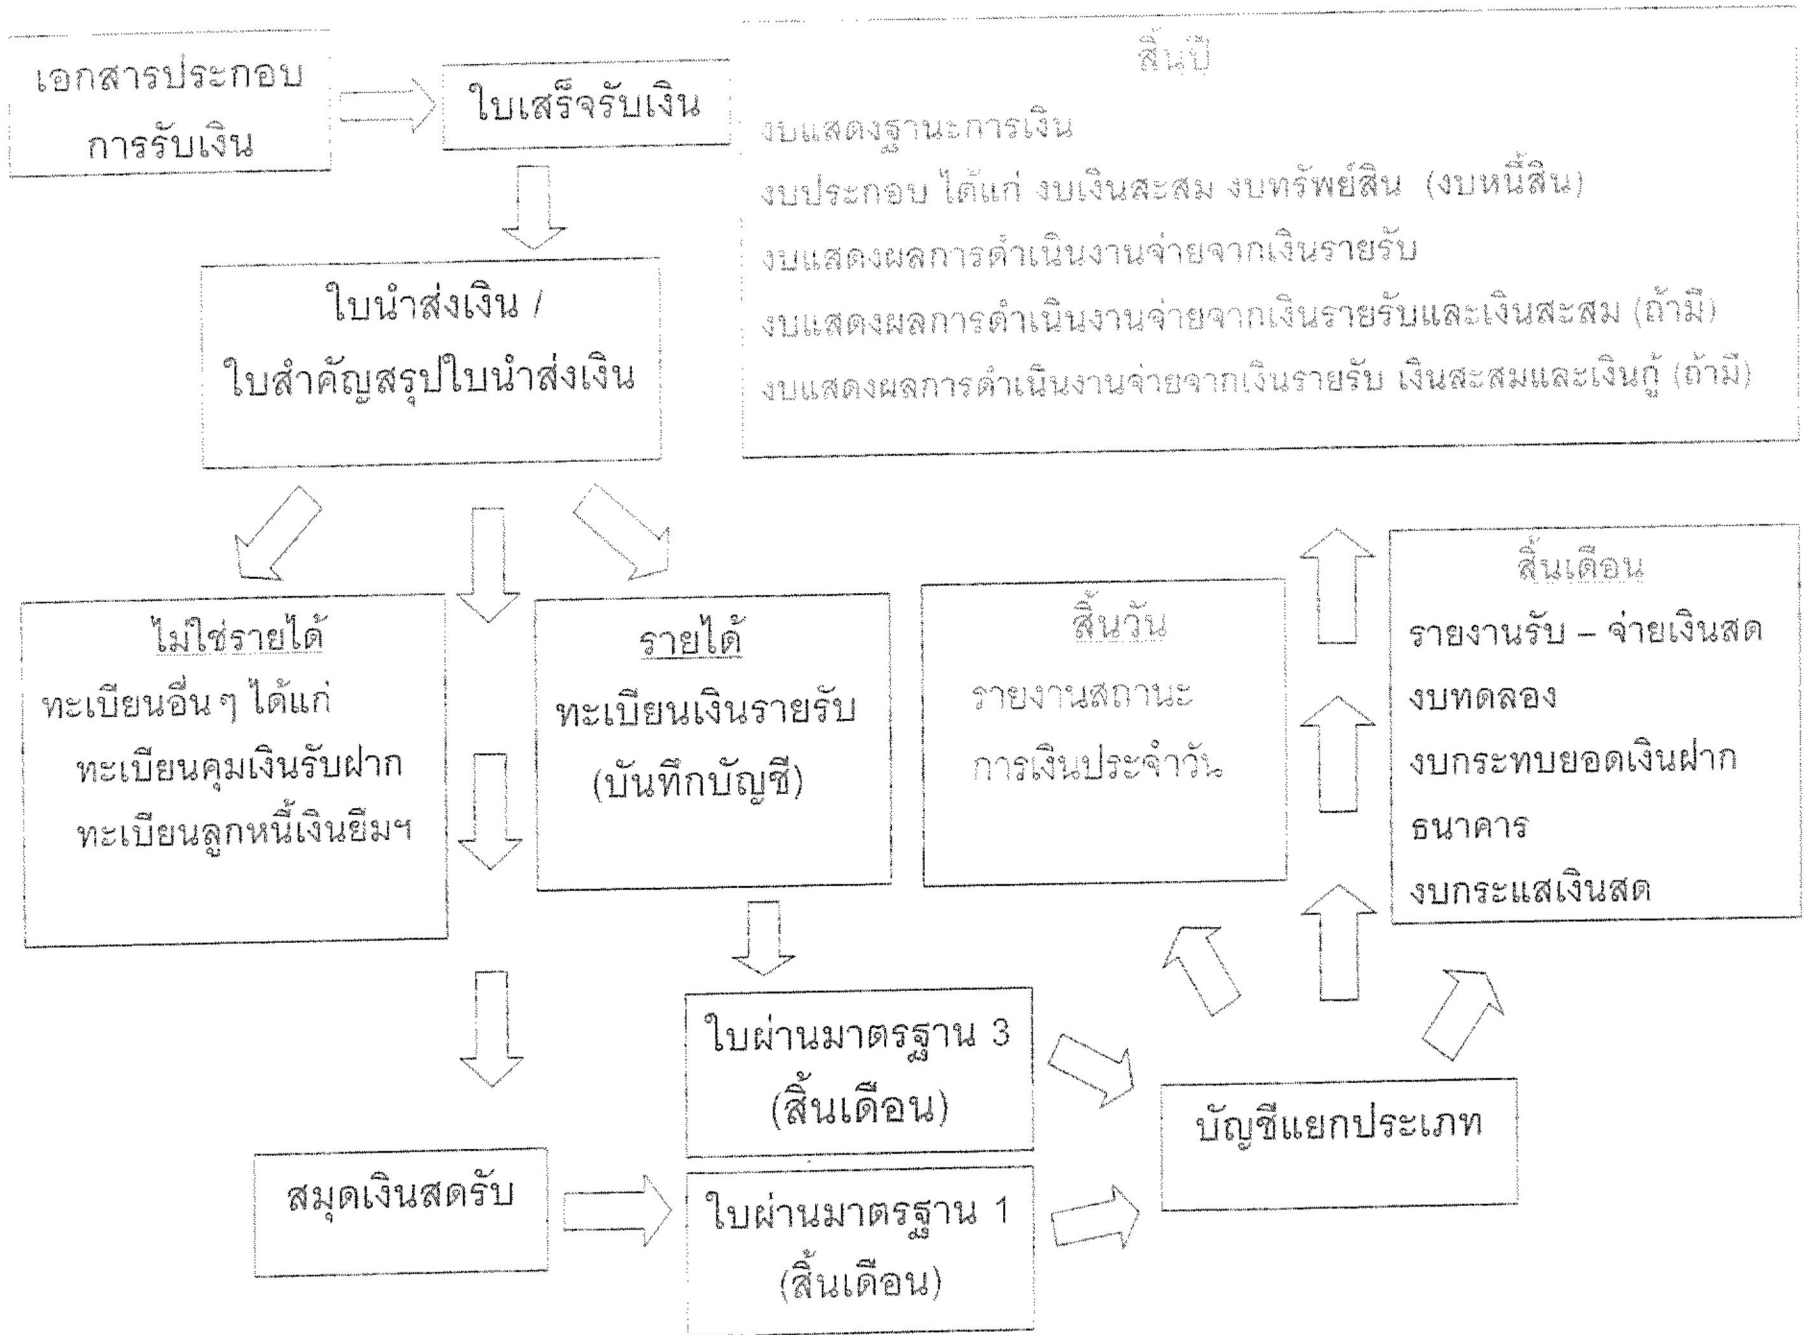 เอกสารประกอบ
การรับเงิน
ใบเสร็จรับเงิน
สิ้นปี
งบแสดงฐานะการเงิน
งบประกอบ ได้แก่ งบเงินสะสม งบทรัพย์สิน (งบหนี้สิน)
งบแสดงผลการดำเนินงานจ่ายจากเงินรายรับ
งบแสดงผลการดำเนินงานจ่ายจากเงินรายรับและเงินสะสม (ถ้ามี)
งบแสดงผลการดำเนินงานจ่ายจากเงินรายรับ เงินสะสมและเงินกู้ (ถ้ามี)
ใบนำส่งเงิน /
ใบสำคัญสรุปใบนำส่งเงิน
ไม่ใช่รายได้
ทะเบียนอื่น ๆ ได้แก่
ทะเบียนคุมเงินรับฝาก
ทะเบียนลูกหนี้เงินยืมฯ
รายได้
ทะเบียนเงินรายรับ
(บันทึกบัญชี)
สิ้นวัน
รายงานสถานะ
การเงินประจำวัน
สิ้นเดือน
รายงานรับ – จ่ายเงินสด
งบทดลอง
งบกระทบยอดเงินฝาก
ธนาคาร
งบกระแสเงินสด
ใบผ่านมาตรฐาน 3
(สิ้นเดือน)
บัญชีแยกประเภท
สมุดเงินสดรับ
ใบผ่านมาตรฐาน 1
(สิ้นเดือน)